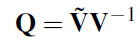 𝐐 = 𝐕̃𝐕⁻¹